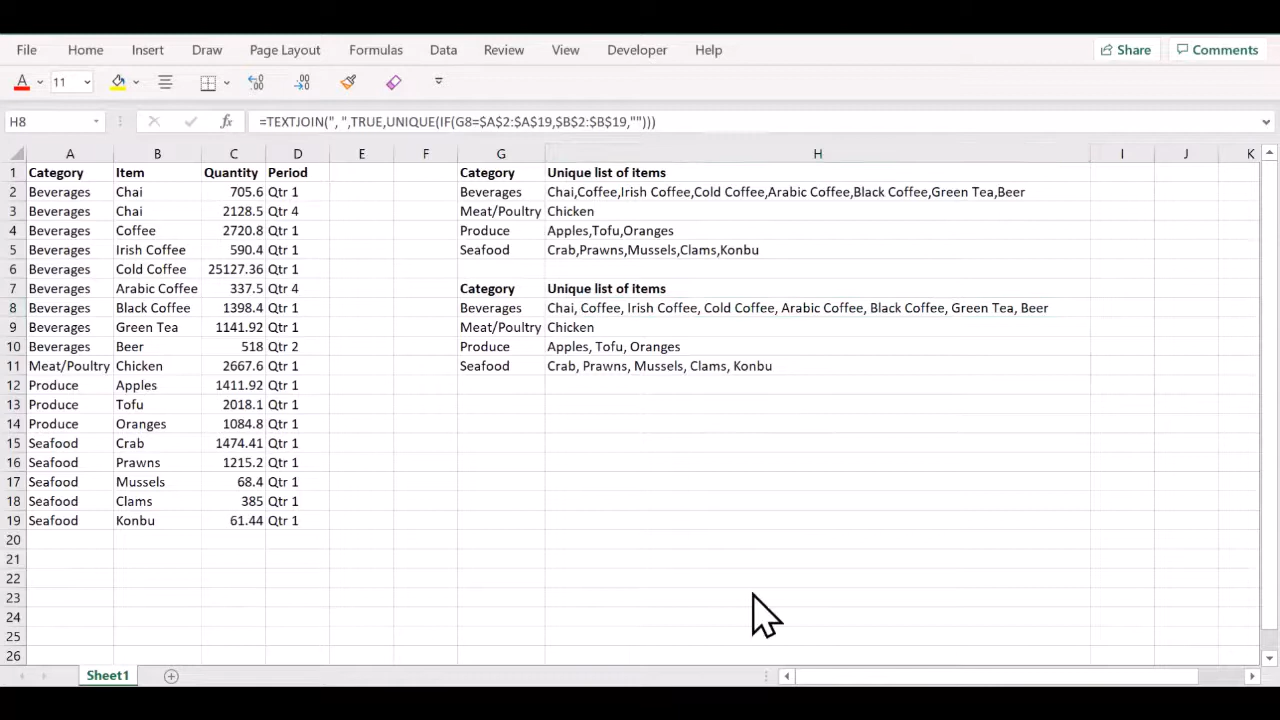 File Home Insert Draw Page Layout Formulas Data Review View Developer Help Share Comments
A 11
H8 fx =TEXTJOIN(", ",TRUE,UNIQUE(IF(G8=$A$2:$A$19,$B$2:$B$19,"")))
A B C D E F G H I J K
1 Category Item Quantity Period Category Unique list of items
2 Beverages Chai 705.6 Qtr 1 Beverages Chai,Coffee,Irish Coffee,Cold Coffee,Arabic Coffee,Black Coffee,Green Tea,Beer
3 Beverages Chai 2128.5 Qtr 4 Meat/Poultry Chicken
4 Beverages Coffee 2720.8 Qtr 1 Produce Apples,Tofu,Oranges
5 Beverages Irish Coffee 590.4 Qtr 1 Seafood Crab,Prawns,Mussels,Clams,Konbu
6 Beverages Cold Coffee 25127.36 Qtr 1
7 Beverages Arabic Coffee 337.5 Qtr 4 Category Unique list of items
8 Beverages Black Coffee 1398.4 Qtr 1 Beverages Chai, Coffee, Irish Coffee, Cold Coffee, Arabic Coffee, Black Coffee, Green Tea, Beer
9 Beverages Green Tea 1141.92 Qtr 1 Meat/Poultry Chicken
10 Beverages Beer 518 Qtr 2 Produce Apples, Tofu, Oranges
11 Meat/Poultry Chicken 2667.6 Qtr 1 Seafood Crab, Prawns, Mussels, Clams, Konbu
12 Produce Apples 1411.92 Qtr 1
13 Produce Tofu 2018.1 Qtr 1
14 Produce Oranges 1084.8 Qtr 1
15 Seafood Crab 1474.41 Qtr 1
16 Seafood Prawns 1215.2 Qtr 1
17 Seafood Mussels 68.4 Qtr 1
18 Seafood Clams 385 Qtr 1
19 Seafood Konbu 61.44 Qtr 1
20
21
22
23
24
25
26
Sheet1